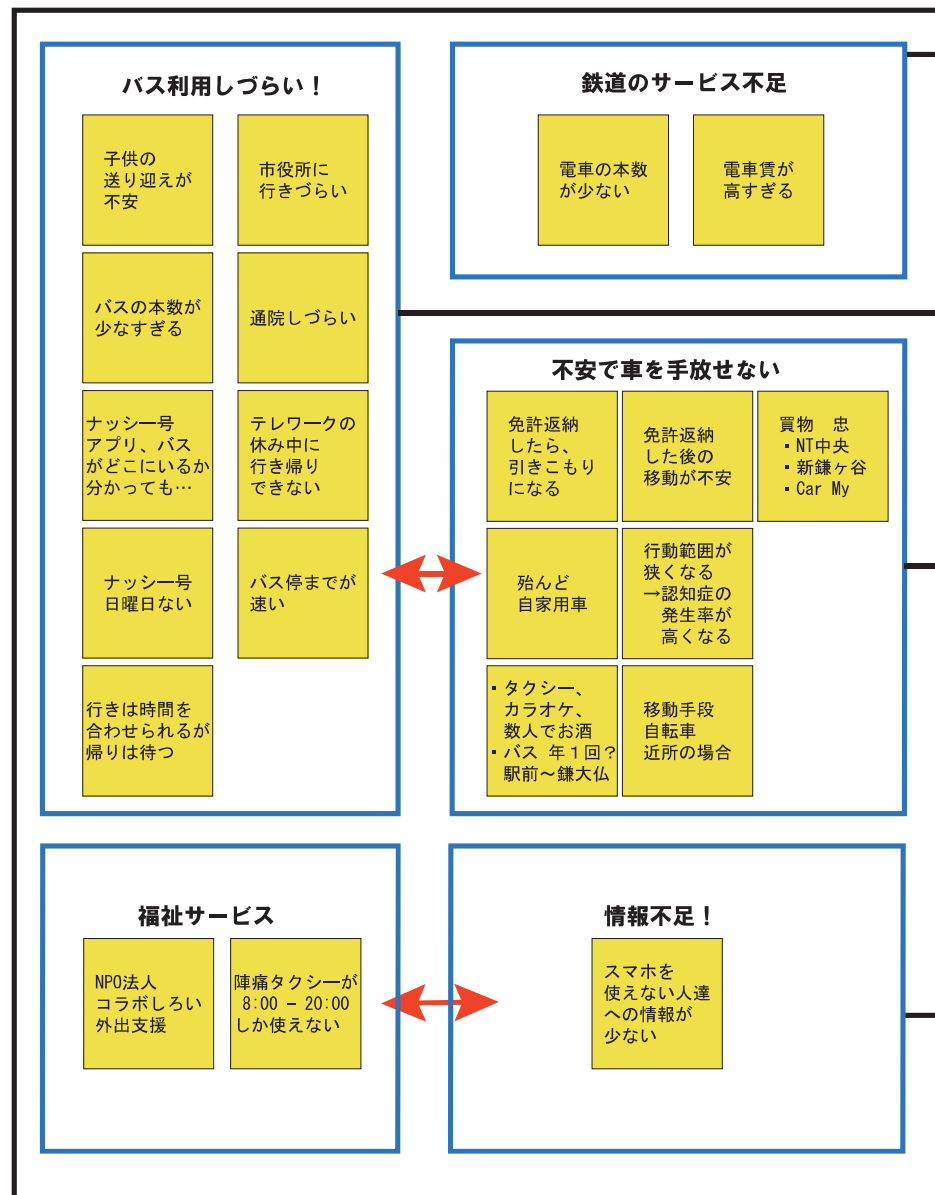 バス利用しづらい！
子供の
送り迎えが
不安
市役所に
行きづらい
バスの本数が
少なすぎる
通院しづらい
ナッシー号
アプリ、バス
がどこにいるか
分かっても…
テレワークの
休み中に
行き帰り
できない
ナッシー号
日曜日ない
バス停までが
速い
行きは時間を
合わせられるが
帰りは待つ
鉄道のサービス不足
電車の本数
が少ない
電車賃が
高すぎる
不安で車を手放せない
免許返納
したら、
引きこもり
になる
免許返納
した後の
移動が不安
買物　忠
・NT中央
・新鎌ヶ谷
・Car My
殆んど
自家用車
行動範囲が
狭くなる
→認知症の
発生率が
高くなる
・タクシー、
カラオケ、
数人でお酒
・バス 年１回？
駅前～鎌大仏
移動手段
自転車
近所の場合
福祉サービス
NPO法人
コラボしろい
外出支援
陣痛タクシーが
8:00 − 20:00
しか使えない
情報不足！
スマホを
使えない人達
への情報が
少ない